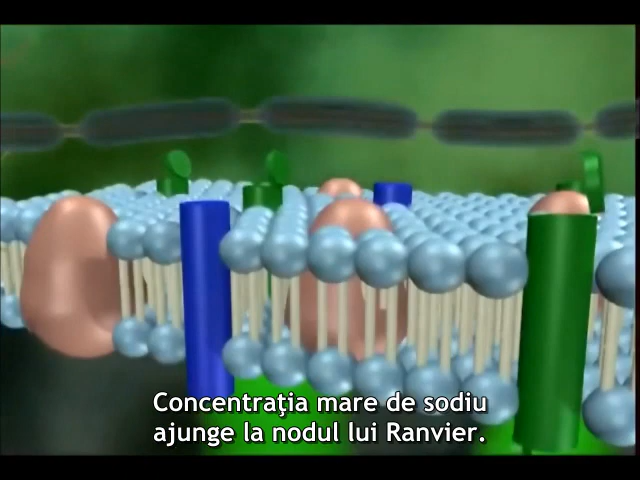 Concentraţia mare de sodiu
ajunge la nodul lui Ranvier.